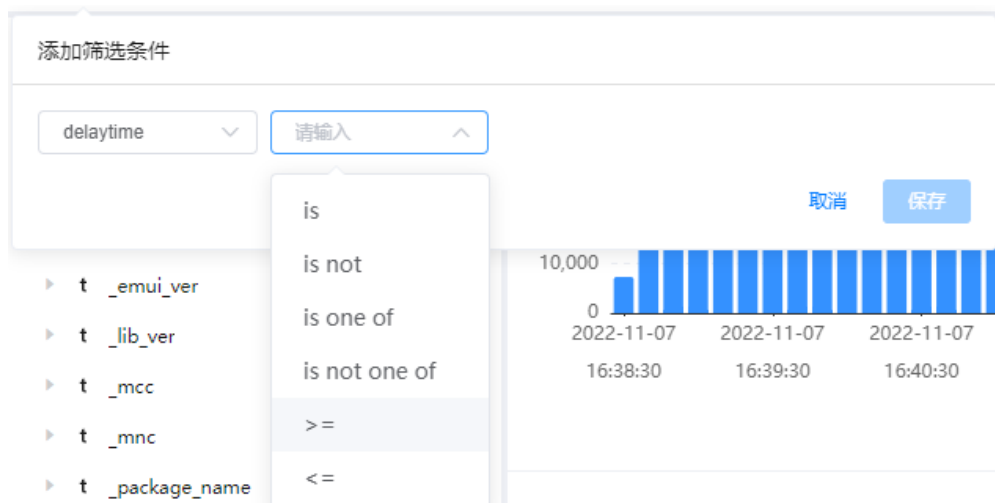 添加筛选条件
delaytime 请输入
is
取消 保存
is not
10,000
t _emui_ver
is one of
0
t _lib_ver
2022-11-07 2022-11-07 2022-11-07
is not one of
16:38:30 16:39:30 16:40:30
t _mcc
>=
t _mnc
<=
t _package_name